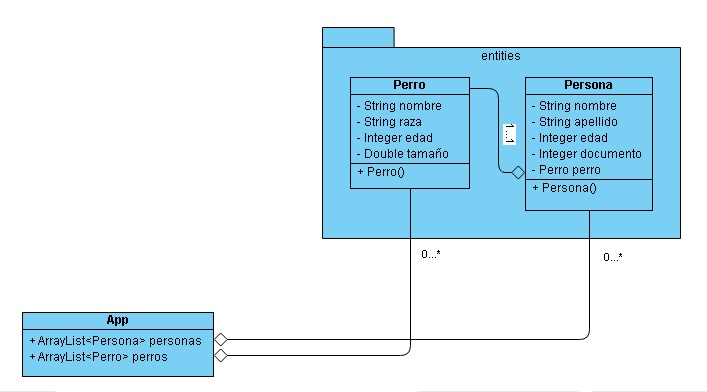 entities
Perro
- String nombre
- String raza
- Integer edad
- Double tamaño
+ Perro()
Persona
- String nombre
- String apellido
- Integer edad
- Integer documento
- Perro perro
+ Persona()
1...1
0...*
0...*
App
+ ArrayList<Persona> personas
+ ArrayList<Perro> perros